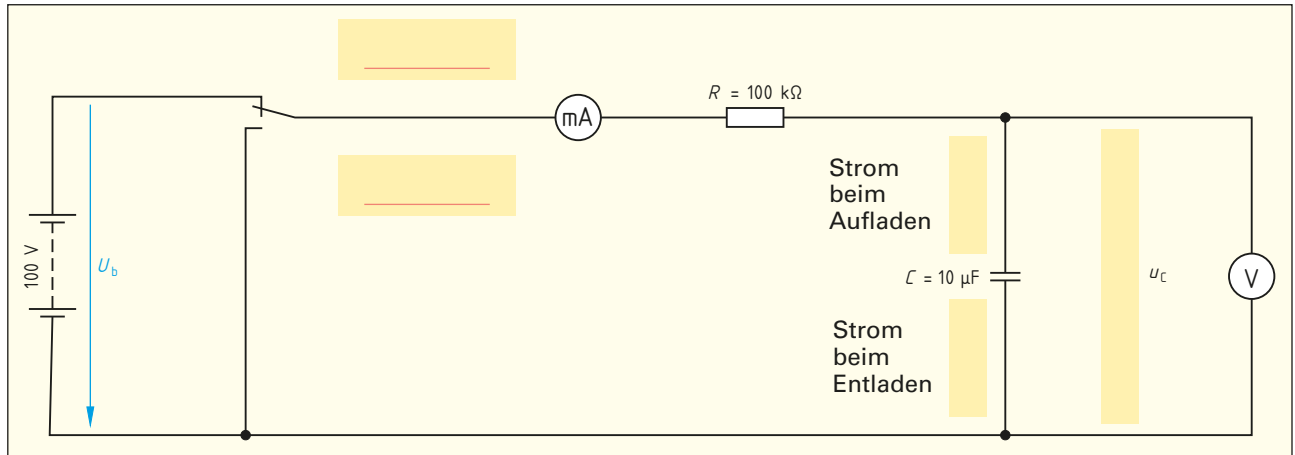 R = 100 kΩ
mA
Strom
beim
Aufladen
100 V
U_b
C = 10 µF
u_C
V
Strom
beim
Entladen